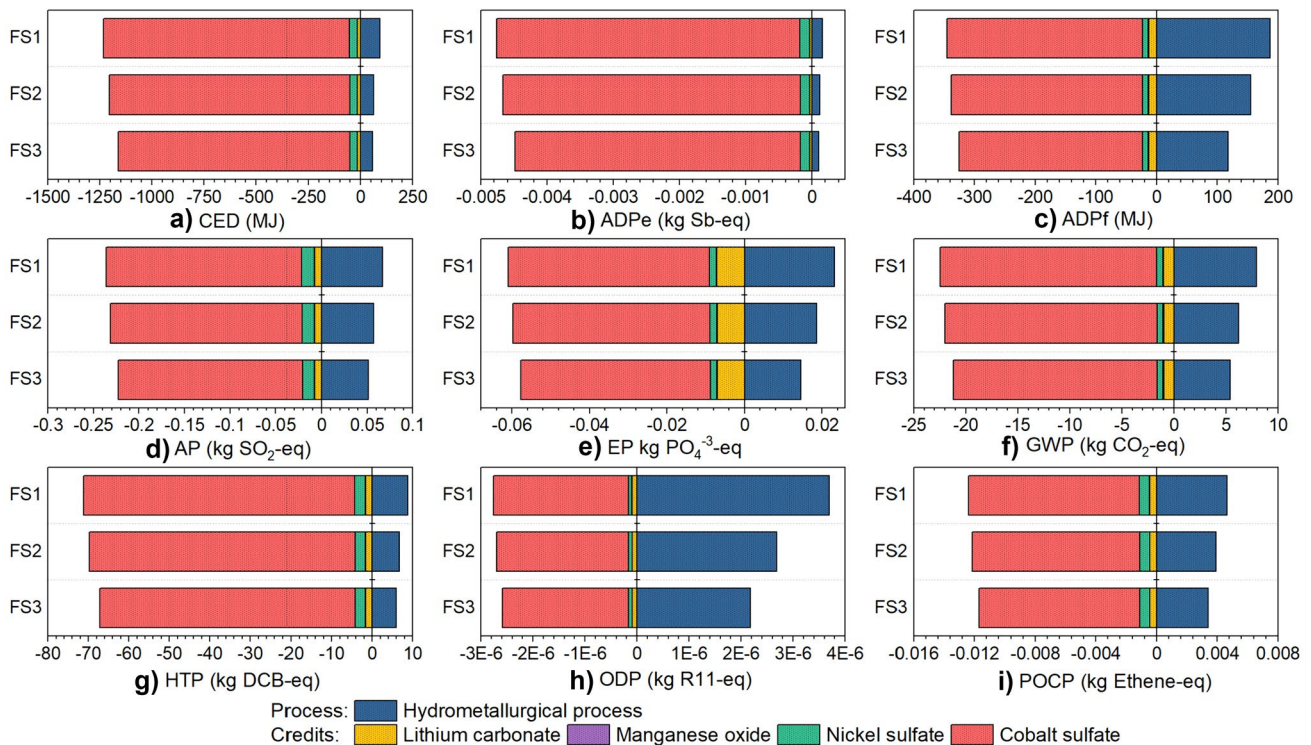 FS1
FS2
FS3
-1500 -1250 -1000 -750 -500 -250 0 250
a) CED (MJ)
FS1
FS2
FS3
-0.005 -0.004 -0.003 -0.002 -0.001 0
b) ADPe (kg Sb-eq)
FS1
FS2
FS3
-400 -300 -200 -100 0 100 200
c) ADPf (MJ)
FS1
FS2
FS3
-0.3 -0.25 -0.2 -0.15 -0.1 -0.05 0 0.05 0.1
d) AP (kg SO₂-eq)
FS1
FS2
FS3
-0.06 -0.04 -0.02 0 0.02
e) EP kg PO₄⁻³-eq
FS1
FS2
FS3
-25 -20 -15 -10 -5 0 5 10
f) GWP (kg CO₂-eq)
FS1
FS2
FS3
-80 -70 -60 -50 -40 -30 -20 -10 0 10
g) HTP (kg DCB-eq)
FS1
FS2
FS3
-3E-6 -2E-6 -1E-6 0 1E-6 2E-6 3E-6 4E-6
h) ODP (kg R11-eq)
FS1
FS2
FS3
-0.016 -0.012 -0.008 -0.004 0 0.004 0.008
i) POCP (kg Ethene-eq)
Process: Hydrometallurgical process
Credits: Lithium carbonate Manganese oxide Nickel sulfate Cobalt sulfate